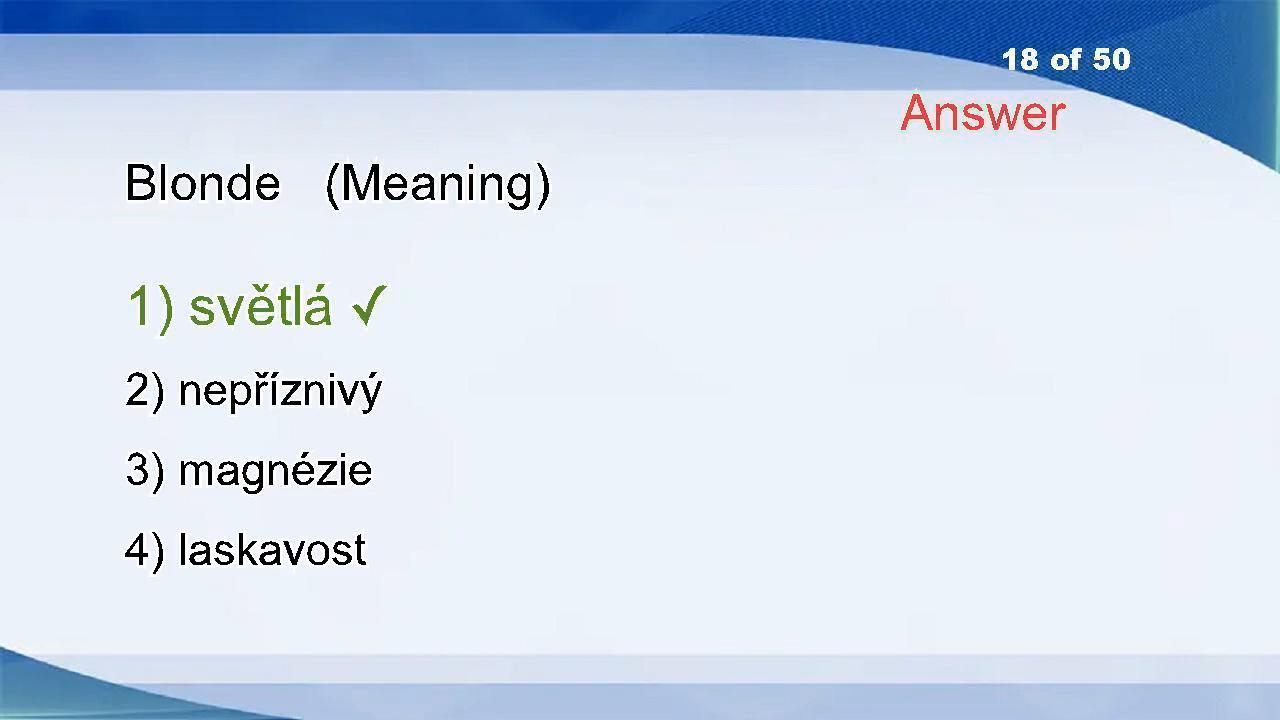 18 of 50
Answer
Blonde (Meaning)
1) světlá ✓
2) nepříznivý
3) magnézie
4) laskavost